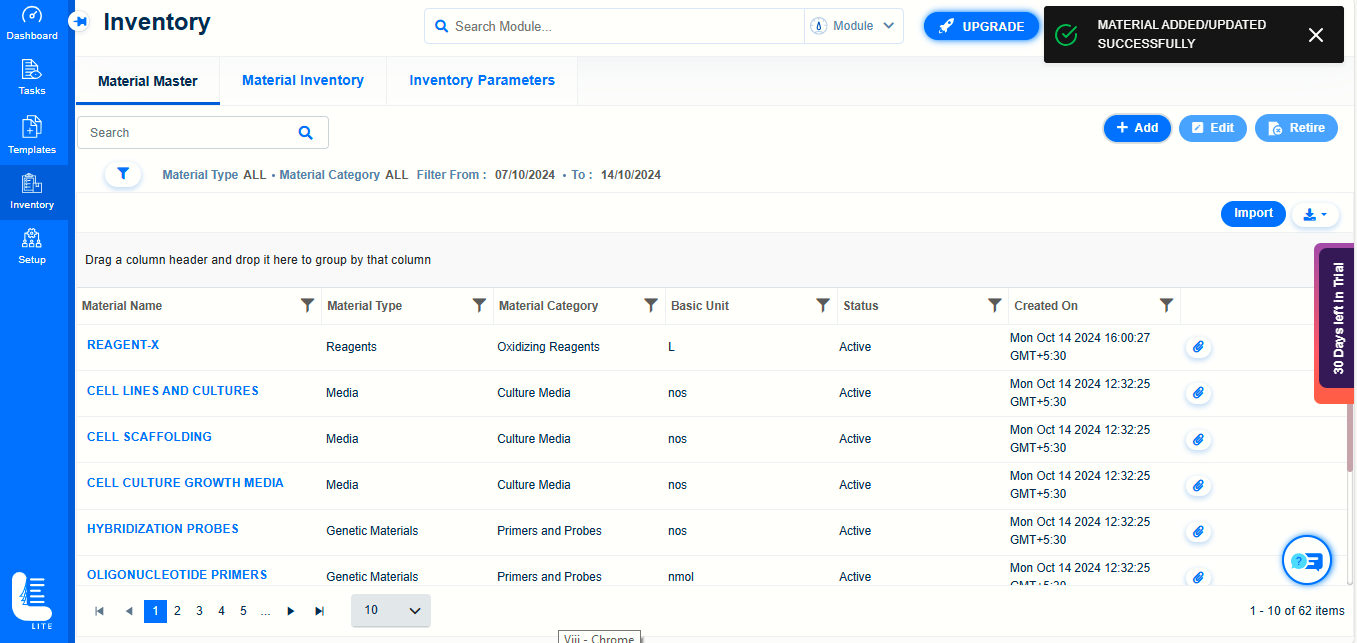 Dashboard
Tasks
Templates
Inventory
Setup
LITE
Inventory
Search Module...
Module
UPGRADE
MATERIAL ADDED/UPDATED
SUCCESSFULLY
Material Master
Material Inventory
Inventory Parameters
Search
Add
Edit
Retire
Material Type ALL • Material Category ALL Filter From : 07/10/2024 • To : 14/10/2024
Import
Drag a column header and drop it here to group by that column
Material Name Material Type Material Category Basic Unit Status Created On
REAGENT-X Reagents Oxidizing Reagents L Active Mon Oct 14 2024 16:00:27
GMT+5:30
CELL LINES AND CULTURES Media Culture Media nos Active Mon Oct 14 2024 12:32:25
GMT+5:30
CELL SCAFFOLDING Media Culture Media nos Active Mon Oct 14 2024 12:32:25
GMT+5:30
CELL CULTURE GROWTH MEDIA Media Culture Media nos Active Mon Oct 14 2024 12:32:25
GMT+5:30
HYBRIDIZATION PROBES Genetic Materials Primers and Probes nos Active Mon Oct 14 2024 12:32:25
GMT+5:30
OLIGONUCLEOTIDE PRIMERS Genetic Materials Primers and Probes nmol Active Mon Oct 14 2024 12:32:25
GMT+5:30
30 Days left In Trial
1 2 3 4 5 ... 10 1 - 10 of 62 items
Viii - Chrome